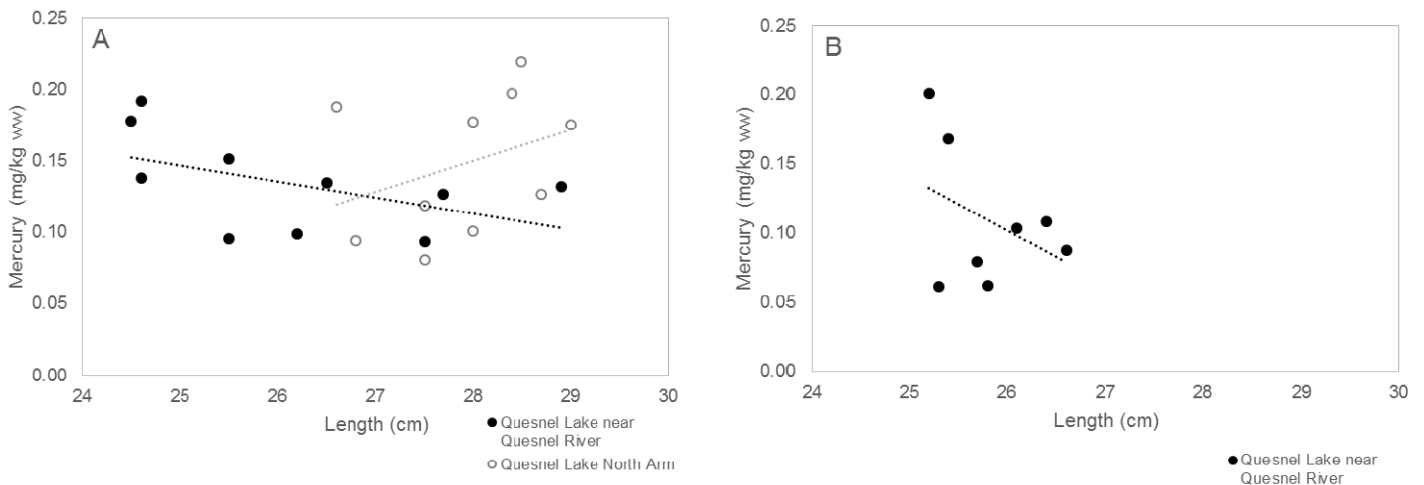 A
0.25
0.20
0.15
0.10
0.05
0.00
Mercury (mg/kg ww)
24 25 26 27 28 29 30
Length (cm)
Quesnel Lake near
Quesnel River
Quesnel Lake North Arm
B
0.25
0.20
0.15
0.10
0.05
0.00
Mercury (mg/kg ww)
24 25 26 27 28 29 30
Length (cm)
Quesnel Lake near
Quesnel River